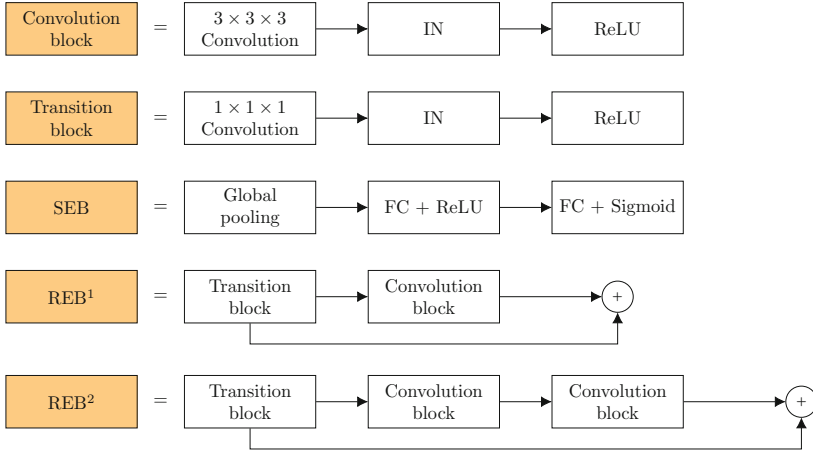 Convolution
block
=
3 × 3 × 3
Convolution
IN
ReLU
Transition
block
=
1 × 1 × 1
Convolution
IN
ReLU
SEB
=
Global
pooling
FC + ReLU
FC + Sigmoid
REB¹
=
Transition
block
Convolution
block
+
REB²
=
Transition
block
Convolution
block
Convolution
block
+